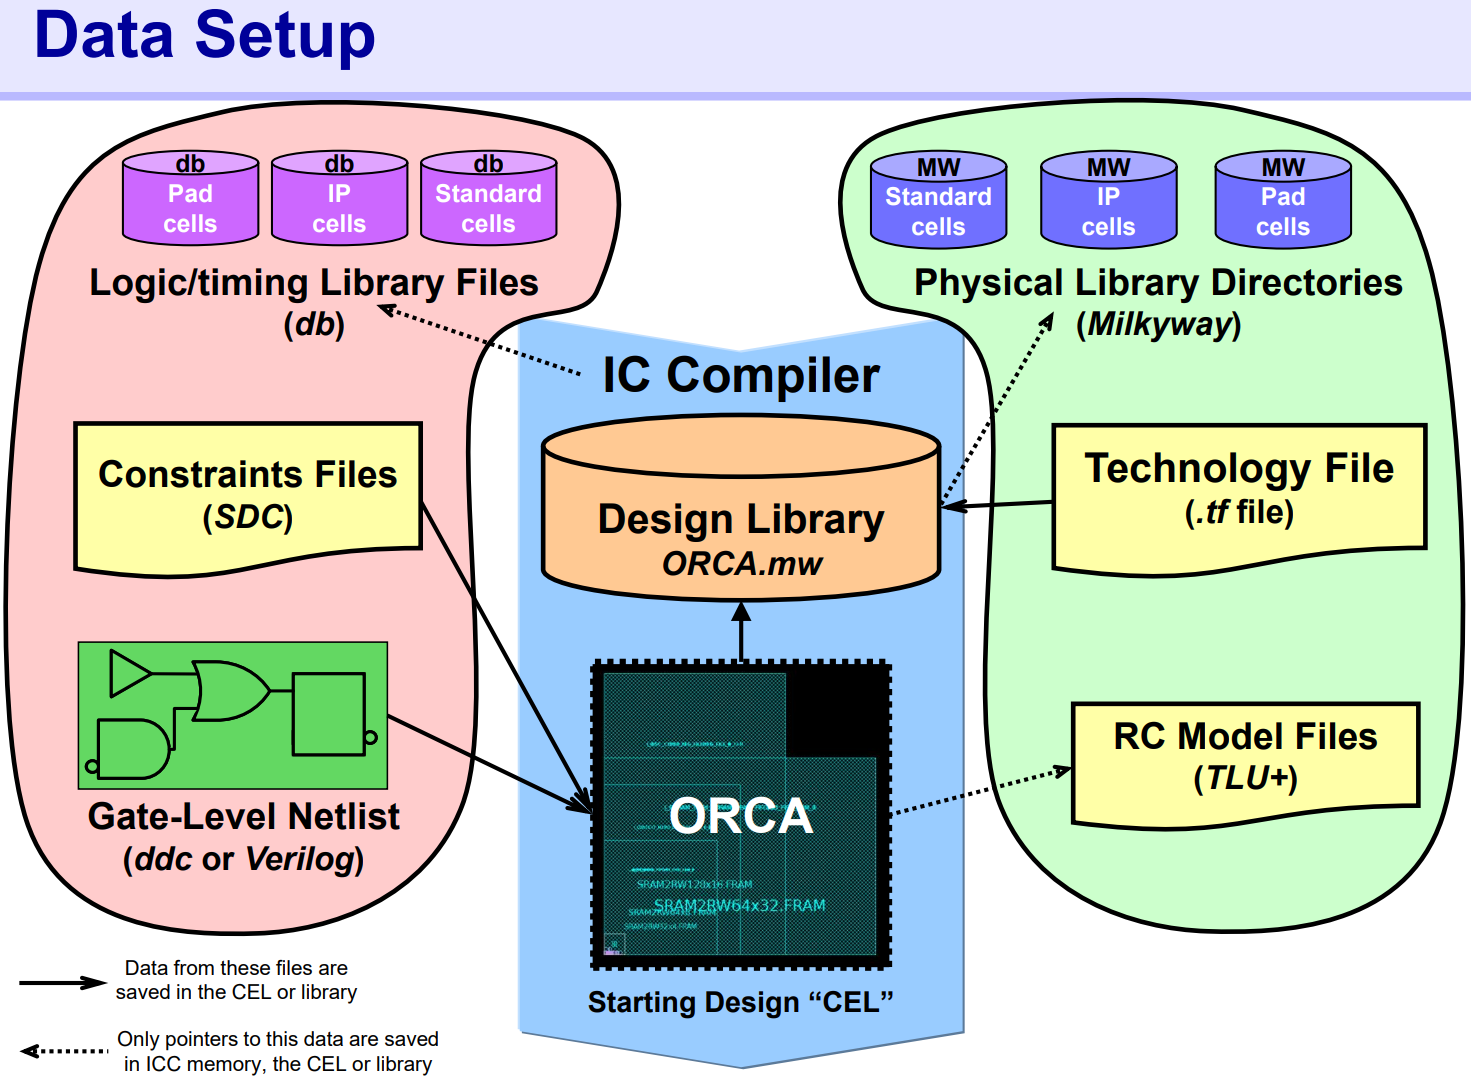 Data Setup
db
Pad
cells
db
IP
cells
db
Standard
cells
Logic/timing Library Files
(db)
MW
Standard
cells
MW
IP
cells
MW
Pad
cells
Physical Library Directories
(Milkyway)
IC Compiler
Constraints Files
(SDC)
Design Library
ORCA.mw
Technology File
(.tf file)
Gate-Level Netlist
(ddc or Verilog)
ORCA
SRAM2RW128x16.FRAM
SRAM2RW64x32.FRAM
Starting Design “CEL”
RC Model Files
(TLU+)
Data from these files are
saved in the CEL or library
Only pointers to this data are saved
in ICC memory, the CEL or library